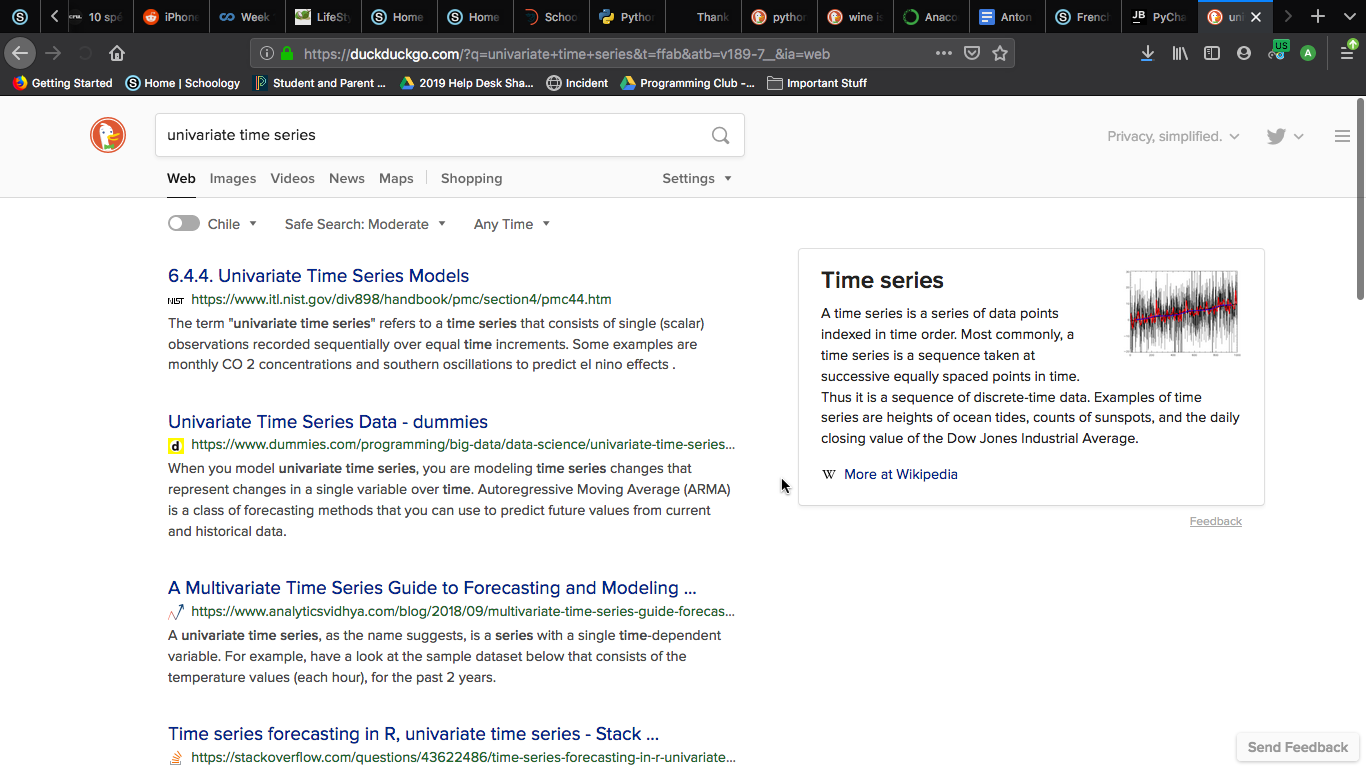 10 spé
iPhone
Week
LifeSty
Home
Home
Schoo
Python
Thank
python
wine is
Anaco
Anton
French
JB PyCha
uni
https://duckduckgo.com/?q=univariate+time+series&t=ffab&atb=v189-7__&ia=web
US
A
Getting Started
Home | Schoology
Student and Parent ...
2019 Help Desk Sha...
Incident
Programming Club -...
Important Stuff
univariate time series
Privacy, simplified.
Web Images Videos News Maps Shopping Settings
Chile Safe Search: Moderate Any Time
6.4.4. Univariate Time Series Models
NIST https://www.itl.nist.gov/div898/handbook/pmc/section4/pmc44.htm
The term "univariate time series" refers to a time series that consists of single (scalar)
observations recorded sequentially over equal time increments. Some examples are
monthly CO 2 concentrations and southern oscillations to predict el nino effects .
Univariate Time Series Data - dummies
d https://www.dummies.com/programming/big-data/data-science/univariate-time-series...
When you model univariate time series, you are modeling time series changes that
represent changes in a single variable over time. Autoregressive Moving Average (ARMA)
is a class of forecasting methods that you can use to predict future values from current
and historical data.
A Multivariate Time Series Guide to Forecasting and Modeling ...
https://www.analyticsvidhya.com/blog/2018/09/multivariate-time-series-guide-forecas...
A univariate time series, as the name suggests, is a series with a single time-dependent
variable. For example, have a look at the sample dataset below that consists of the
temperature values (each hour), for the past 2 years.
Time series forecasting in R, univariate time series - Stack ...
https://stackoverflow.com/questions/43622486/time-series-forecasting-in-r-univariate...
Time series
A time series is a series of data points
indexed in time order. Most commonly, a
time series is a sequence taken at
successive equally spaced points in time.
Thus it is a sequence of discrete-time data. Examples of time
series are heights of ocean tides, counts of sunspots, and the daily
closing value of the Dow Jones Industrial Average.
W More at Wikipedia
Feedback
Send Feedback